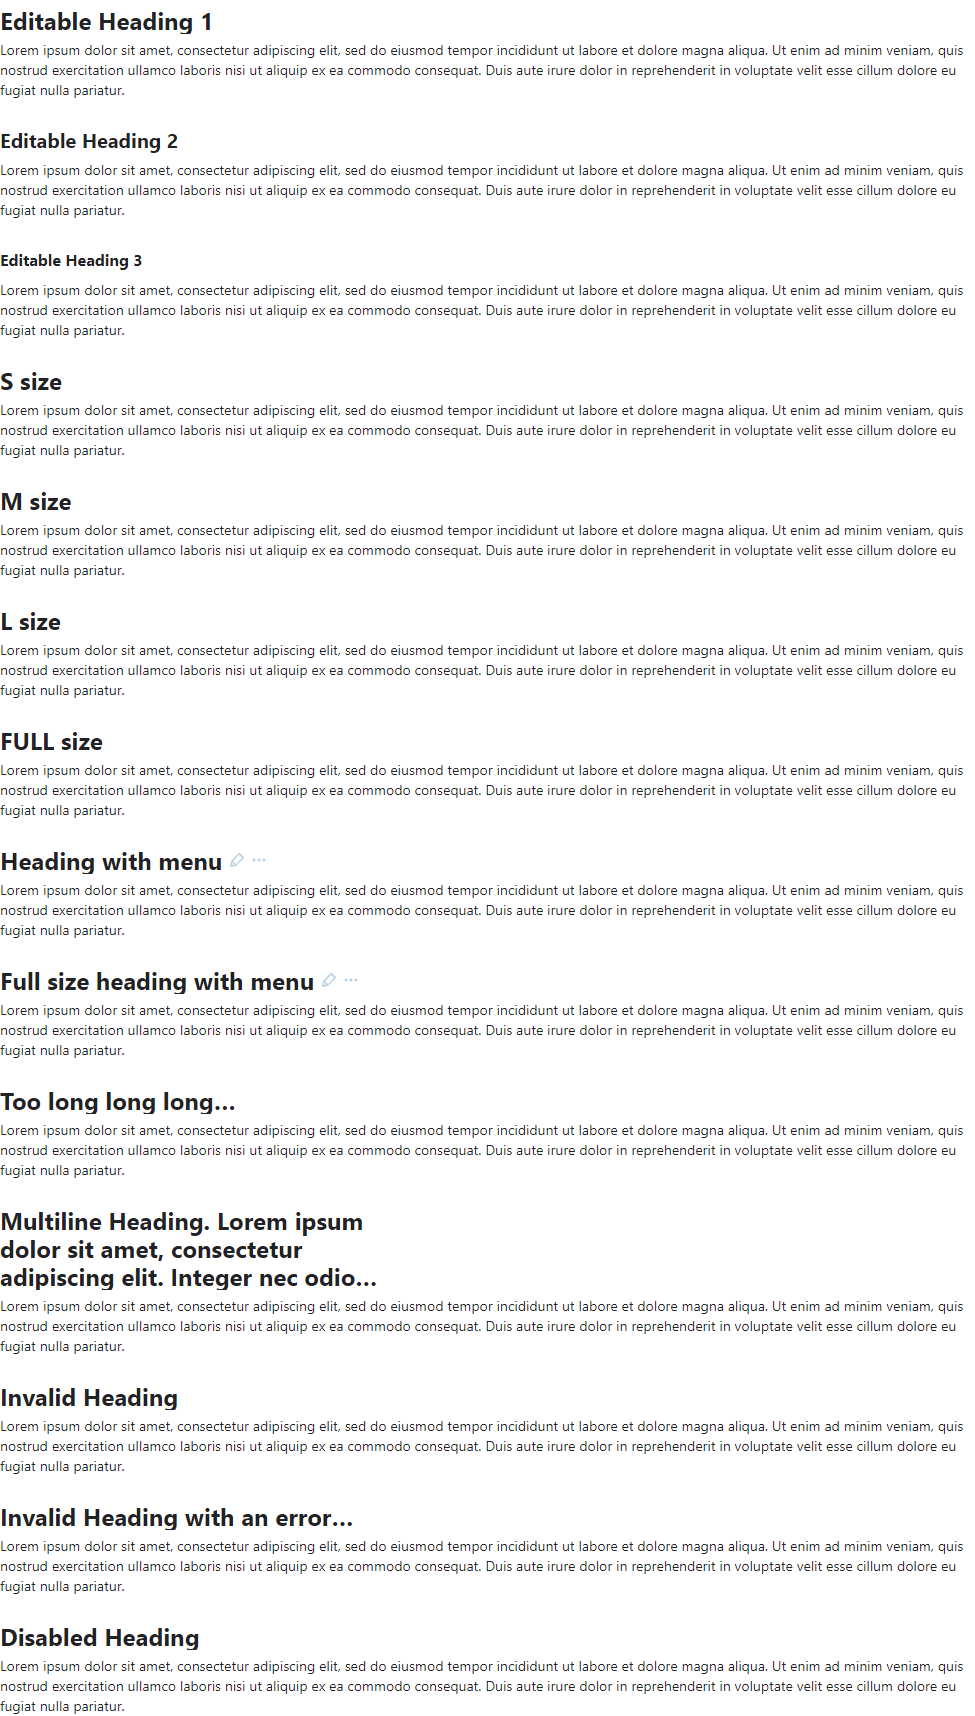 Editable Heading 1
Lorem ipsum dolor sit amet, consectetur adipiscing elit, sed do eiusmod tempor incididunt ut labore et dolore magna aliqua. Ut enim ad minim veniam, quis
nostrud exercitation ullamco laboris nisi ut aliquip ex ea commodo consequat. Duis aute irure dolor in reprehenderit in voluptate velit esse cillum dolore eu
fugiat nulla pariatur.
Editable Heading 2
Lorem ipsum dolor sit amet, consectetur adipiscing elit, sed do eiusmod tempor incididunt ut labore et dolore magna aliqua. Ut enim ad minim veniam, quis
nostrud exercitation ullamco laboris nisi ut aliquip ex ea commodo consequat. Duis aute irure dolor in reprehenderit in voluptate velit esse cillum dolore eu
fugiat nulla pariatur.
Editable Heading 3
Lorem ipsum dolor sit amet, consectetur adipiscing elit, sed do eiusmod tempor incididunt ut labore et dolore magna aliqua. Ut enim ad minim veniam, quis
nostrud exercitation ullamco laboris nisi ut aliquip ex ea commodo consequat. Duis aute irure dolor in reprehenderit in voluptate velit esse cillum dolore eu
fugiat nulla pariatur.
S size
Lorem ipsum dolor sit amet, consectetur adipiscing elit, sed do eiusmod tempor incididunt ut labore et dolore magna aliqua. Ut enim ad minim veniam, quis
nostrud exercitation ullamco laboris nisi ut aliquip ex ea commodo consequat. Duis aute irure dolor in reprehenderit in voluptate velit esse cillum dolore eu
fugiat nulla pariatur.
M size
Lorem ipsum dolor sit amet, consectetur adipiscing elit, sed do eiusmod tempor incididunt ut labore et dolore magna aliqua. Ut enim ad minim veniam, quis
nostrud exercitation ullamco laboris nisi ut aliquip ex ea commodo consequat. Duis aute irure dolor in reprehenderit in voluptate velit esse cillum dolore eu
fugiat nulla pariatur.
L size
Lorem ipsum dolor sit amet, consectetur adipiscing elit, sed do eiusmod tempor incididunt ut labore et dolore magna aliqua. Ut enim ad minim veniam, quis
nostrud exercitation ullamco laboris nisi ut aliquip ex ea commodo consequat. Duis aute irure dolor in reprehenderit in voluptate velit esse cillum dolore eu
fugiat nulla pariatur.
FULL size
Lorem ipsum dolor sit amet, consectetur adipiscing elit, sed do eiusmod tempor incididunt ut labore et dolore magna aliqua. Ut enim ad minim veniam, quis
nostrud exercitation ullamco laboris nisi ut aliquip ex ea commodo consequat. Duis aute irure dolor in reprehenderit in voluptate velit esse cillum dolore eu
fugiat nulla pariatur.
Heading with menu
Lorem ipsum dolor sit amet, consectetur adipiscing elit, sed do eiusmod tempor incididunt ut labore et dolore magna aliqua. Ut enim ad minim veniam, quis
nostrud exercitation ullamco laboris nisi ut aliquip ex ea commodo consequat. Duis aute irure dolor in reprehenderit in voluptate velit esse cillum dolore eu
fugiat nulla pariatur.
Full size heading with menu
Lorem ipsum dolor sit amet, consectetur adipiscing elit, sed do eiusmod tempor incididunt ut labore et dolore magna aliqua. Ut enim ad minim veniam, quis
nostrud exercitation ullamco laboris nisi ut aliquip ex ea commodo consequat. Duis aute irure dolor in reprehenderit in voluptate velit esse cillum dolore eu
fugiat nulla pariatur.
Too long long long...
Lorem ipsum dolor sit amet, consectetur adipiscing elit, sed do eiusmod tempor incididunt ut labore et dolore magna aliqua. Ut enim ad minim veniam, quis
nostrud exercitation ullamco laboris nisi ut aliquip ex ea commodo consequat. Duis aute irure dolor in reprehenderit in voluptate velit esse cillum dolore eu
fugiat nulla pariatur.
Multiline Heading. Lorem ipsum
dolor sit amet, consectetur
adipiscing elit. Integer nec odio...
Lorem ipsum dolor sit amet, consectetur adipiscing elit, sed do eiusmod tempor incididunt ut labore et dolore magna aliqua. Ut enim ad minim veniam, quis
nostrud exercitation ullamco laboris nisi ut aliquip ex ea commodo consequat. Duis aute irure dolor in reprehenderit in voluptate velit esse cillum dolore eu
fugiat nulla pariatur.
Invalid Heading
Lorem ipsum dolor sit amet, consectetur adipiscing elit, sed do eiusmod tempor incididunt ut labore et dolore magna aliqua. Ut enim ad minim veniam, quis
nostrud exercitation ullamco laboris nisi ut aliquip ex ea commodo consequat. Duis aute irure dolor in reprehenderit in voluptate velit esse cillum dolore eu
fugiat nulla pariatur.
Invalid Heading with an error...
Lorem ipsum dolor sit amet, consectetur adipiscing elit, sed do eiusmod tempor incididunt ut labore et dolore magna aliqua. Ut enim ad minim veniam, quis
nostrud exercitation ullamco laboris nisi ut aliquip ex ea commodo consequat. Duis aute irure dolor in reprehenderit in voluptate velit esse cillum dolore eu
fugiat nulla pariatur.
Disabled Heading
Lorem ipsum dolor sit amet, consectetur adipiscing elit, sed do eiusmod tempor incididunt ut labore et dolore magna aliqua. Ut enim ad minim veniam, quis
nostrud exercitation ullamco laboris nisi ut aliquip ex ea commodo consequat. Duis aute irure dolor in reprehenderit in voluptate velit esse cillum dolore eu
fugiat nulla pariatur.